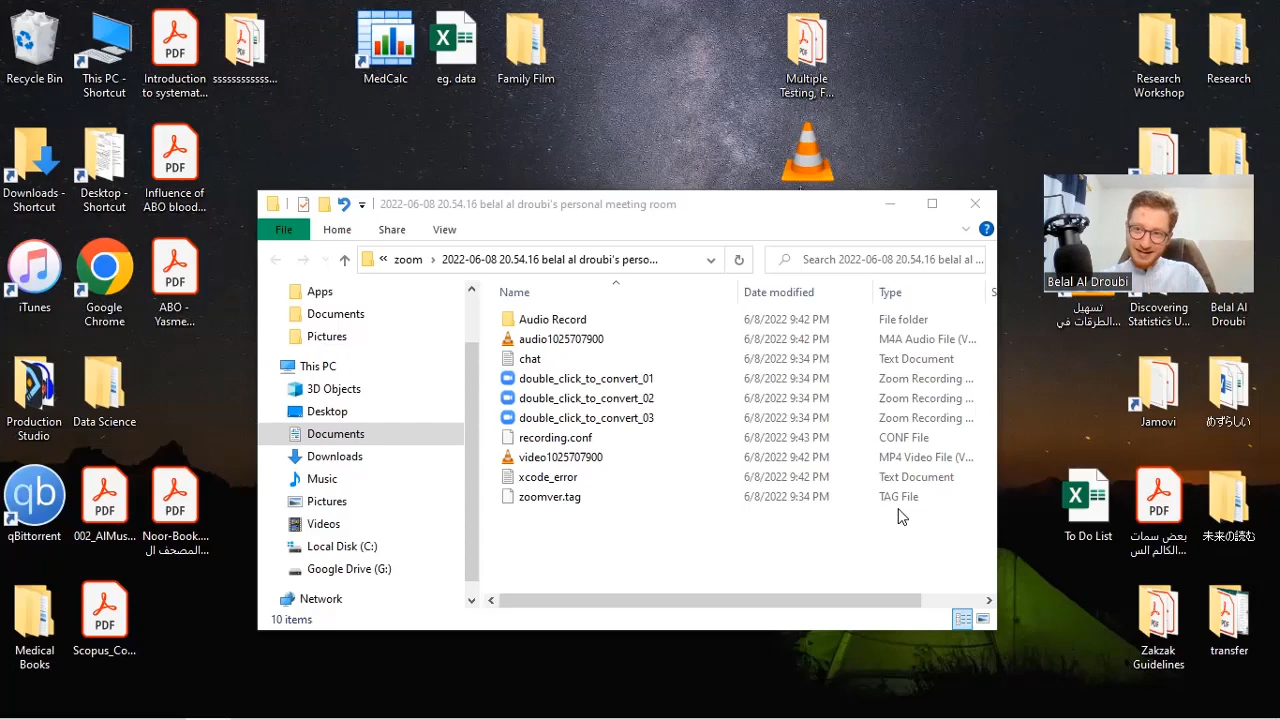 Recycle Bin
This PC -
Shortcut
PDF
Introduction
to systemat...
ssssssssssss...
MedCalc
eg. data
Family Film
Multiple
Testing, F...
Research
Workshop
Research
Downloads -
Shortcut
Desktop -
Shortcut
PDF
Influence of
ABO blood...
2022-06-08 20.54.16 belal al droubi's personal meeting room
File
Home
Share
View
zoom
2022-06-08 20.54.16 belal al droubi's perso...
Search 2022-06-08 20.54.16 belal al ...
Belal Al Droubi
iTunes
Google
Chrome
PDF
ABO -
Yasme...
تسهيل
الطرقات في...
Discovering
Statistics U...
Belal Al
Droubi
Apps
Documents
Pictures
This PC
3D Objects
Desktop
Documents
Downloads
Music
Pictures
Videos
Local Disk (C:)
Google Drive (G:)
Network
Name Date modified Type S
Audio Record 6/8/2022 9:42 PM File folder
audio1025707900 6/8/2022 9:42 PM M4A Audio File (V...
chat 6/8/2022 9:34 PM Text Document
double_click_to_convert_01 6/8/2022 9:34 PM Zoom Recording ...
double_click_to_convert_02 6/8/2022 9:34 PM Zoom Recording ...
double_click_to_convert_03 6/8/2022 9:34 PM Zoom Recording ...
recording.conf 6/8/2022 9:43 PM CONF File
video1025707900 6/8/2022 9:42 PM MP4 Video File (V...
xcode_error 6/8/2022 9:42 PM Text Document
zoomver.tag 6/8/2022 9:34 PM TAG File
10 items
Production
Studio
Data Science
Jamovi
めずらしい
qb
qBittorrent
PDF
002_AlMus...
PDF
Noor-Book....
المصحف ال...
To Do List
PDF
بعض سمات
الكالم الس...
未来の読む
Medical
Books
PDF
Scopus_Co...
Zakzak
Guidelines
transfer